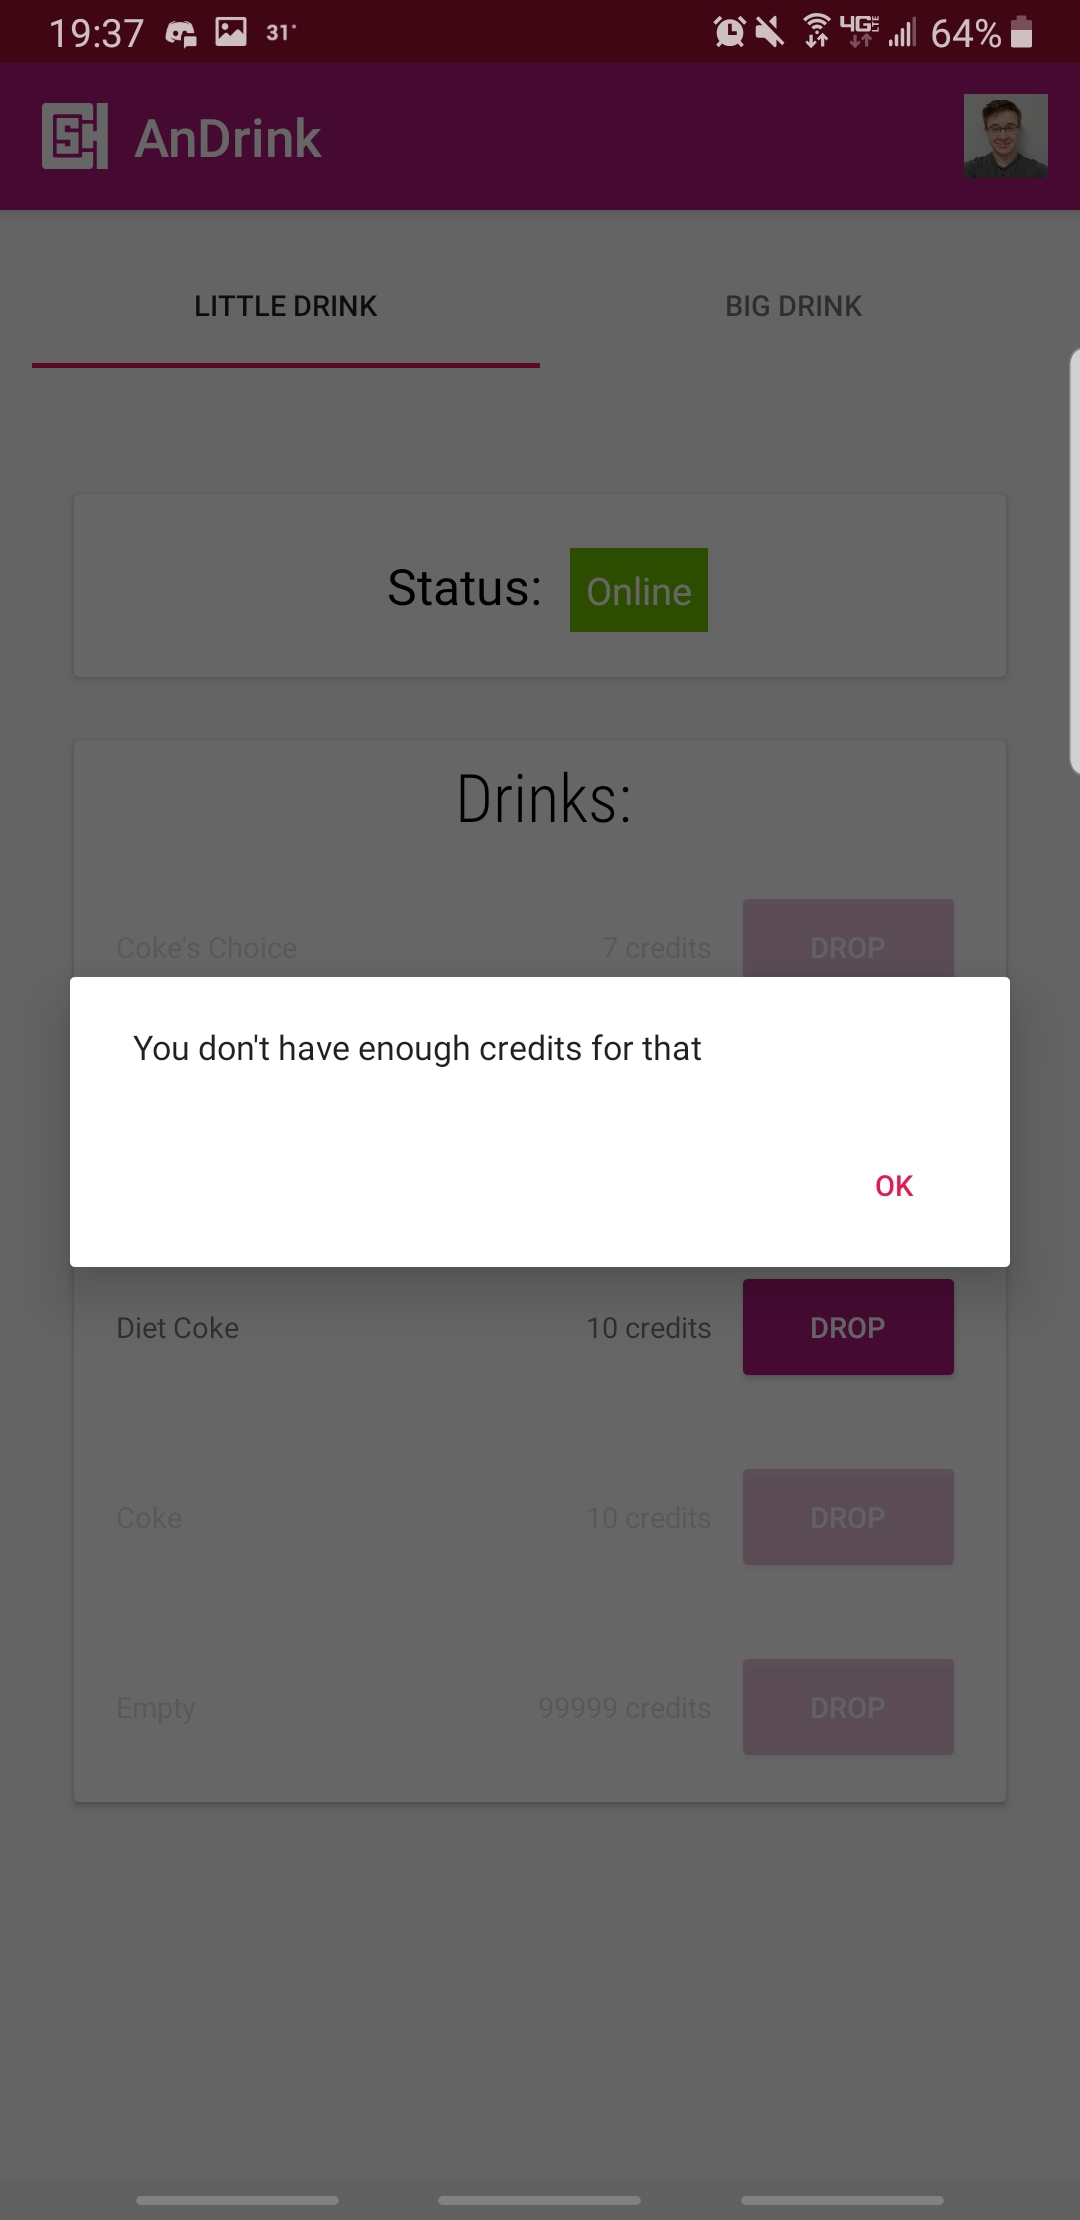 19:37 31° 4G LTE 64%
AnDrink
LITTLE DRINK BIG DRINK
Status: Online
Drinks:
Coke's Choice 7 credits DROP
You don't have enough credits for that
OK
Diet Coke 10 credits DROP
Coke 10 credits DROP
Empty 99999 credits DROP